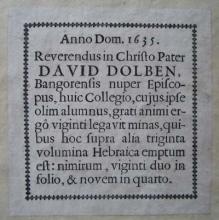 Anno Dom. 1635.
Reverendus in Christo Pater
DAVID DOLBEN,
Bangorensis nuper Episco-
pus, huic Collegio, cujus ipse
olim alumnus, grati animi er-
gô viginti legavit minas, qui-
bus hoc supra alia triginta
volumina Hebraica emptum
est: nimirum, viginti duo in
folio, & novem in quarto.